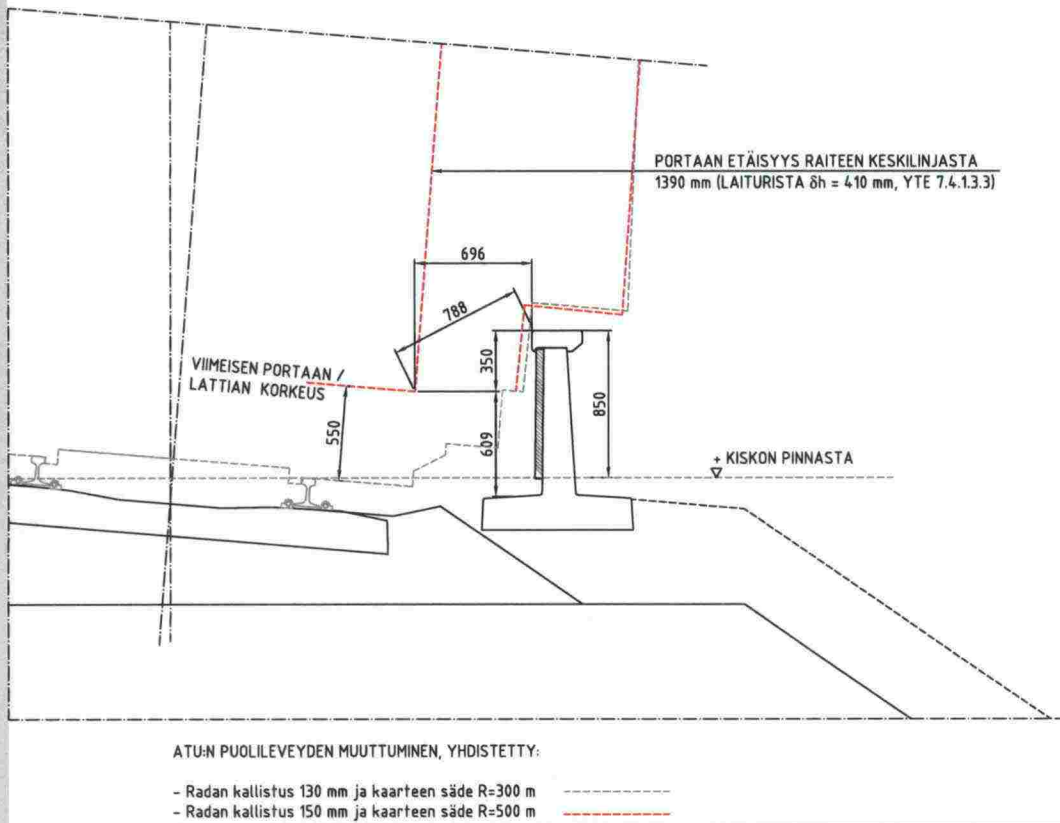 PORTAAN ETÄISYYS RAITEEN KESKILINJASTA
1390 mm (LAITURISTA δh = 410 mm, YTE 7.4.1.3.3)
696
788
VIIMEISEN PORTAAN /
LATTIAN KORKEUS
350
550
609
850
+ KISKON PINNASTA
ATU:N PUOLILEVEYDEN MUUTTUMINEN, YHDISTETTY:
- Radan kallistus 130 mm ja kaarteen säde R=300 m
- Radan kallistus 150 mm ja kaarteen säde R=500 m